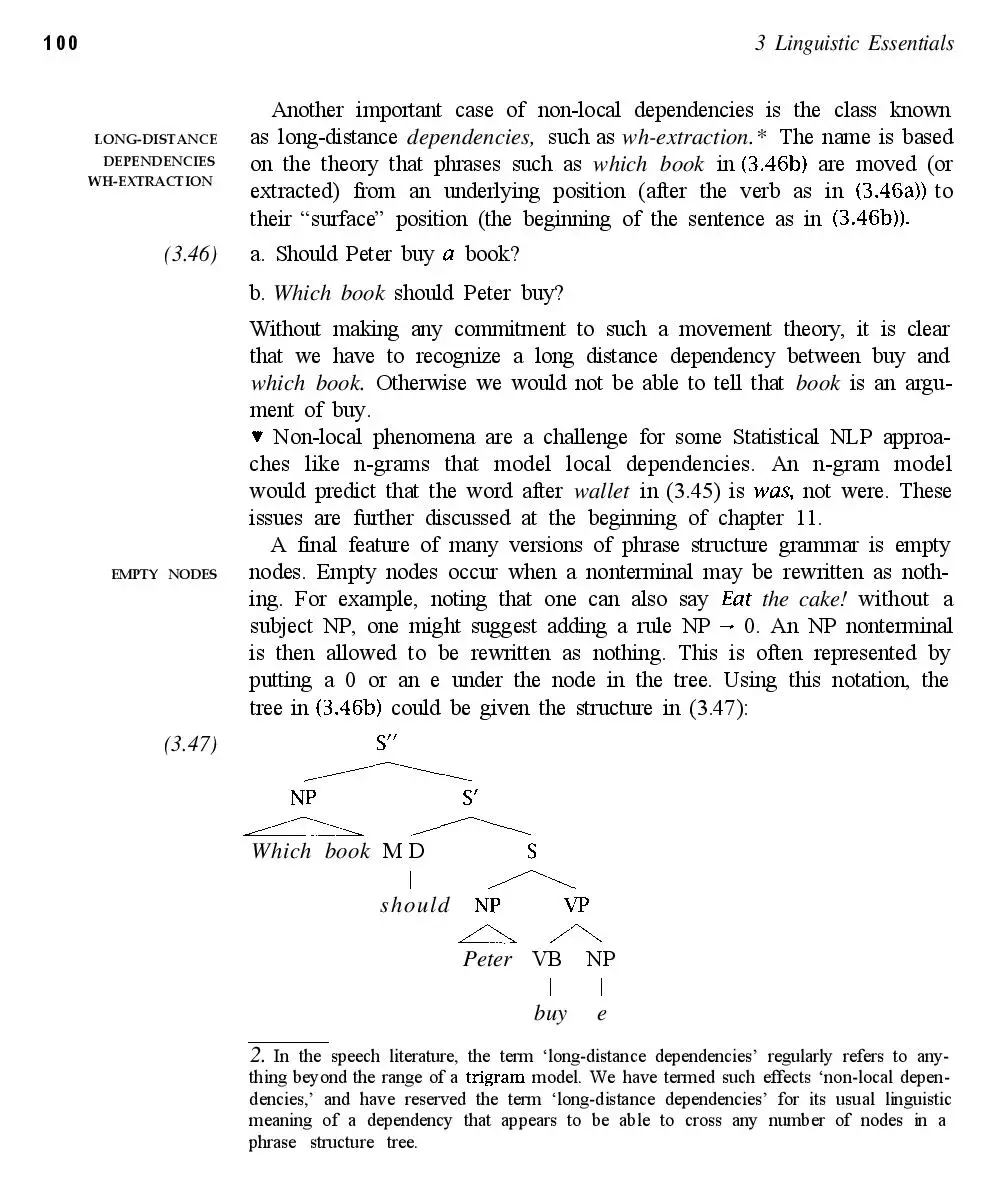 100
3 Linguistic Essentials
Another important case of non-local dependencies is the class known
LONG-DISTANCE
as long-distance dependencies, such as wh-extraction.* The name is based
DEPENDENCIES
on the theory that phrases such as which book in (3.46b) are moved (or
WH-EXTRACTION
extracted) from an underlying position (after the verb as in (3.46a)) to
their “surface” position (the beginning of the sentence as in (3.46b)).
(3.46) a. Should Peter buy a book?
b. Which book should Peter buy?
Without making any commitment to such a movement theory, it is clear
that we have to recognize a long distance dependency between buy and
which book. Otherwise we would not be able to tell that book is an argu-
ment of buy.
▼ Non-local phenomena are a challenge for some Statistical NLP approa-
ches like n-grams that model local dependencies. An n-gram model
would predict that the word after wallet in (3.45) is was, not were. These
issues are further discussed at the beginning of chapter 11.
A final feature of many versions of phrase structure grammar is empty
EMPTY NODES
nodes. Empty nodes occur when a nonterminal may be rewritten as noth-
ing. For example, noting that one can also say Eat the cake! without a
subject NP, one might suggest adding a rule NP → 0. An NP nonterminal
is then allowed to be rewritten as nothing. This is often represented by
putting a 0 or an e under the node in the tree. Using this notation, the
tree in (3.46b) could be given the structure in (3.47):
(3.47) S′′
NP S′
Which book MD S
should NP VP
Peter VB NP
buy e
2. In the speech literature, the term ‘long-distance dependencies’ regularly refers to any-
thing beyond the range of a trigram model. We have termed such effects ‘non-local depen-
dencies,’ and have reserved the term ‘long-distance dependencies’ for its usual linguistic
meaning of a dependency that appears to be able to cross any number of nodes in a
phrase structure tree.